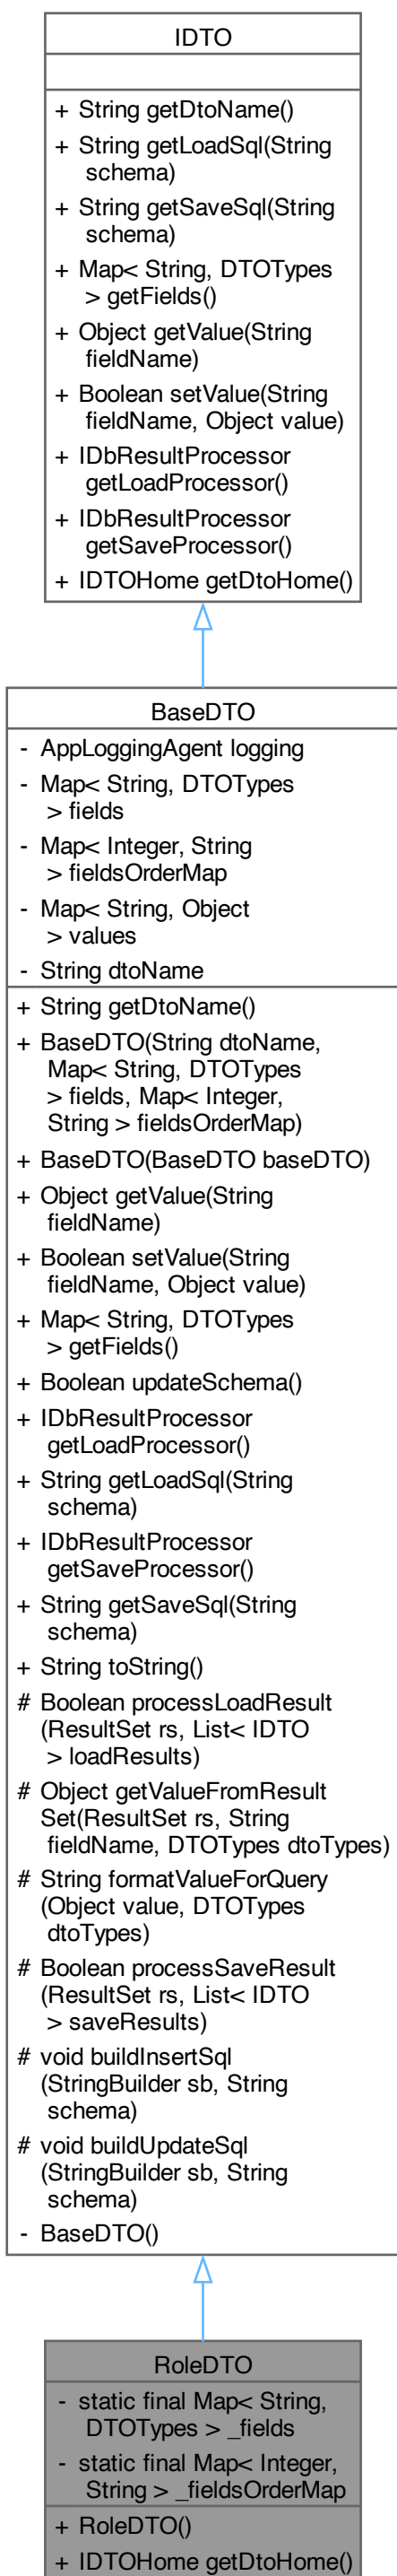 IDTO
+ String getDtoName()
+ String getLoadSql(String
schema)
+ String getSaveSql(String
schema)
+ Map< String, DTOTypes
> getFields()
+ Object getValue(String
fieldName)
+ Boolean setValue(String
fieldName, Object value)
+ IDbResultProcessor
getLoadProcessor()
+ IDbResultProcessor
getSaveProcessor()
+ IDTOHome getDtoHome()
BaseDTO
- AppLoggingAgent logging
- Map< String, DTOTypes
> fields
- Map< Integer, String
> fieldsOrderMap
- Map< String, Object
> values
- String dtoName
+ String getDtoName()
+ BaseDTO(String dtoName,
Map< String, DTOTypes
> fields, Map< Integer,
String > fieldsOrderMap)
+ BaseDTO(BaseDTO baseDTO)
+ Object getValue(String
fieldName)
+ Boolean setValue(String
fieldName, Object value)
+ Map< String, DTOTypes
> getFields()
+ Boolean updateSchema()
+ IDbResultProcessor
getLoadProcessor()
+ String getLoadSql(String
schema)
+ IDbResultProcessor
getSaveProcessor()
+ String getSaveSql(String
schema)
+ String toString()
# Boolean processLoadResult
(ResultSet rs, List< IDTO
> loadResults)
# Object getValueFromResult
Set(ResultSet rs, String
fieldName, DTOTypes dtoTypes)
# String formatValueForQuery
(Object value, DTOTypes
dtoTypes)
# Boolean processSaveResult
(ResultSet rs, List< IDTO
> saveResults)
# void buildInsertSql
(StringBuilder sb, String
schema)
# void buildUpdateSql
(StringBuilder sb, String
schema)
- BaseDTO()
RoleDTO
- static final Map< String,
DTOTypes > _fields
- static final Map< Integer,
String > _fieldsOrderMap
+ RoleDTO()
+ IDTOHome getDtoHome()